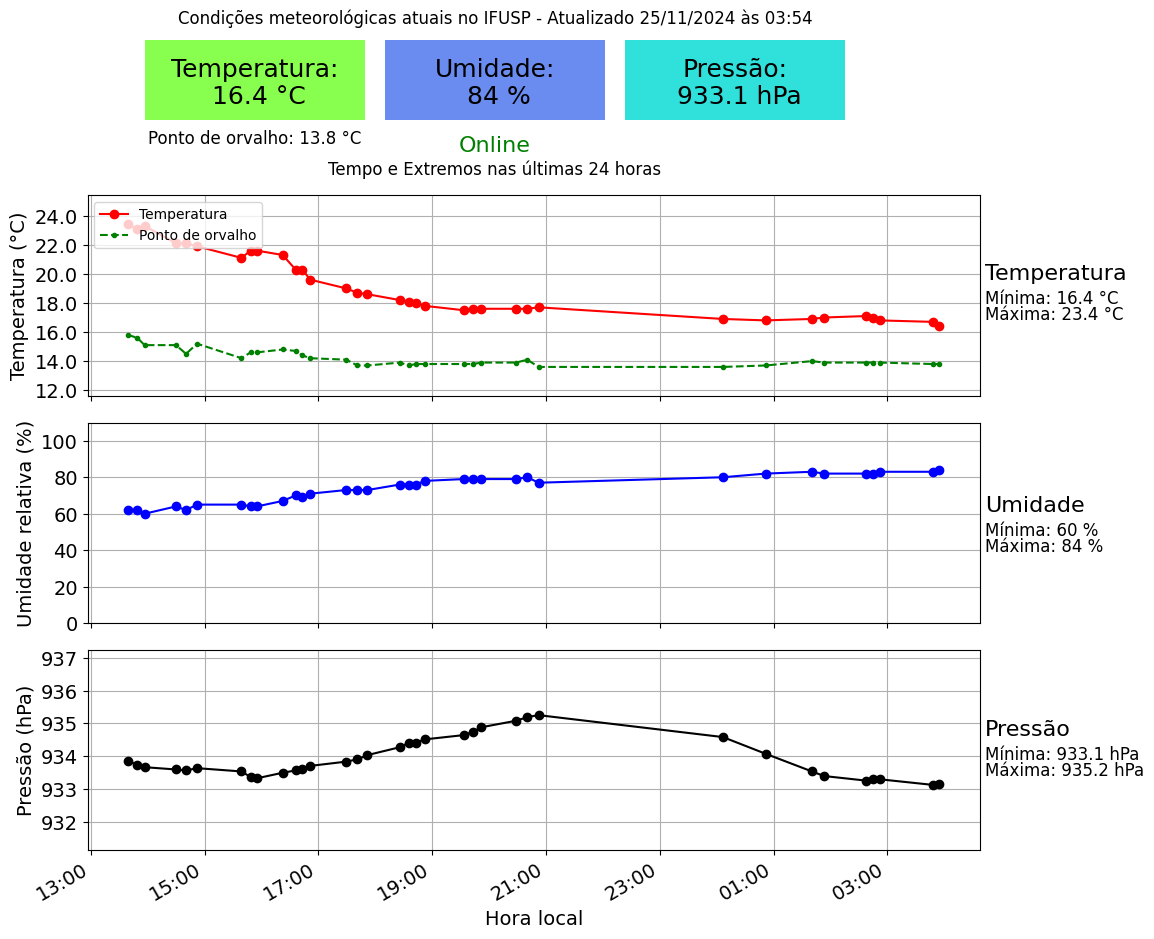 Condições meteorológicas atuais no IFUSP - Atualizado 25/11/2024 às 03:54
Temperatura:
16.4 °C
Umidade:
84 %
Pressão:
933.1 hPa
Ponto de orvalho: 13.8 °C
Online
Tempo e Extremos nas últimas 24 horas
Temperatura (°C)
24.0
22.0
20.0
18.0
16.0
14.0
12.0
Temperatura
Ponto de orvalho
Temperatura
Mínima: 16.4 °C
Máxima: 23.4 °C
Umidade relativa (%)
100
80
60
40
20
0
Umidade
Mínima: 60 %
Máxima: 84 %
Pressão (hPa)
937
936
935
934
933
932
Pressão
Mínima: 933.1 hPa
Máxima: 935.2 hPa
13:00
15:00
17:00
19:00
21:00
23:00
01:00
03:00
Hora local